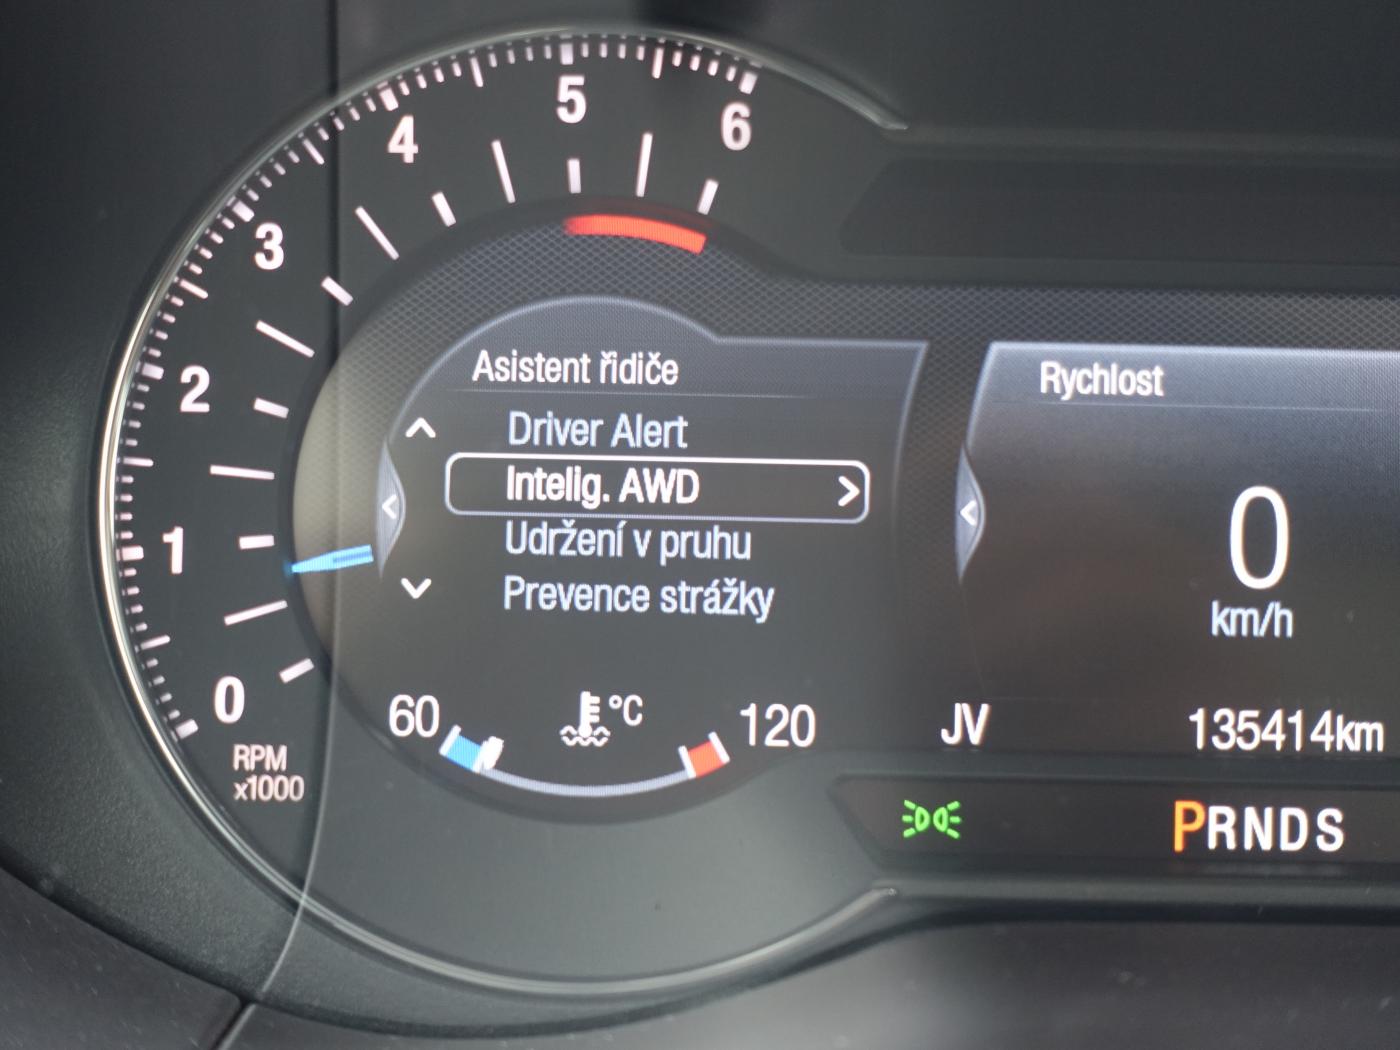 6
5
4
3
2
1
0
RPM
x1000
Asistent řidiče
Driver Alert
Intelig. AWD
Udržení v pruhu
Prevence strážky
60
°C
120
Rychlost
0
km/h
JV
135414km
PRNDS